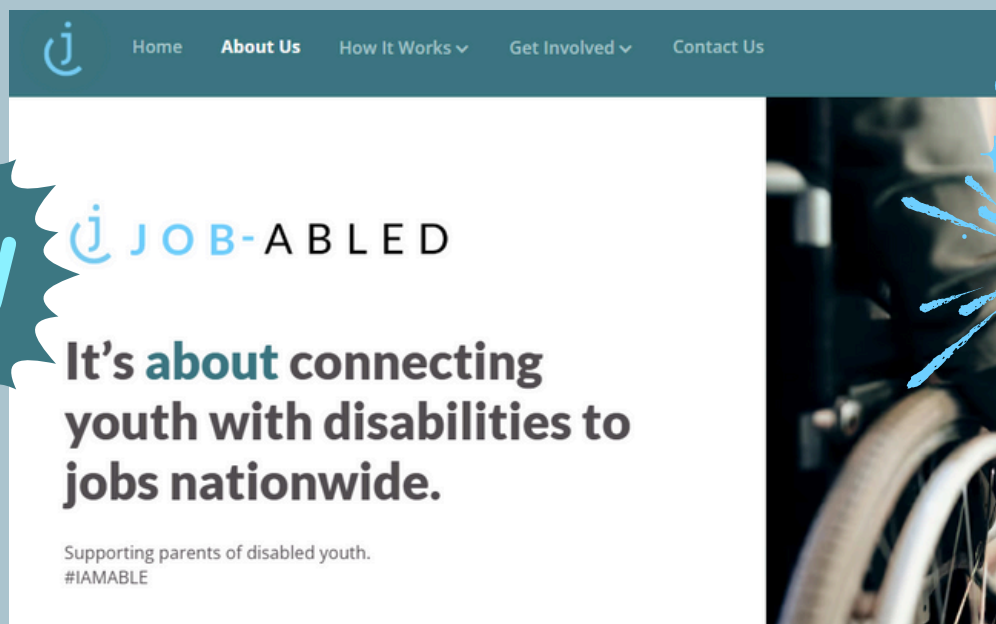 Home About Us How It Works Get Involved Contact Us
JOB-ABLED
It’s about connecting
youth with disabilities to
jobs nationwide.
Supporting parents of disabled youth.
#IAMABLE